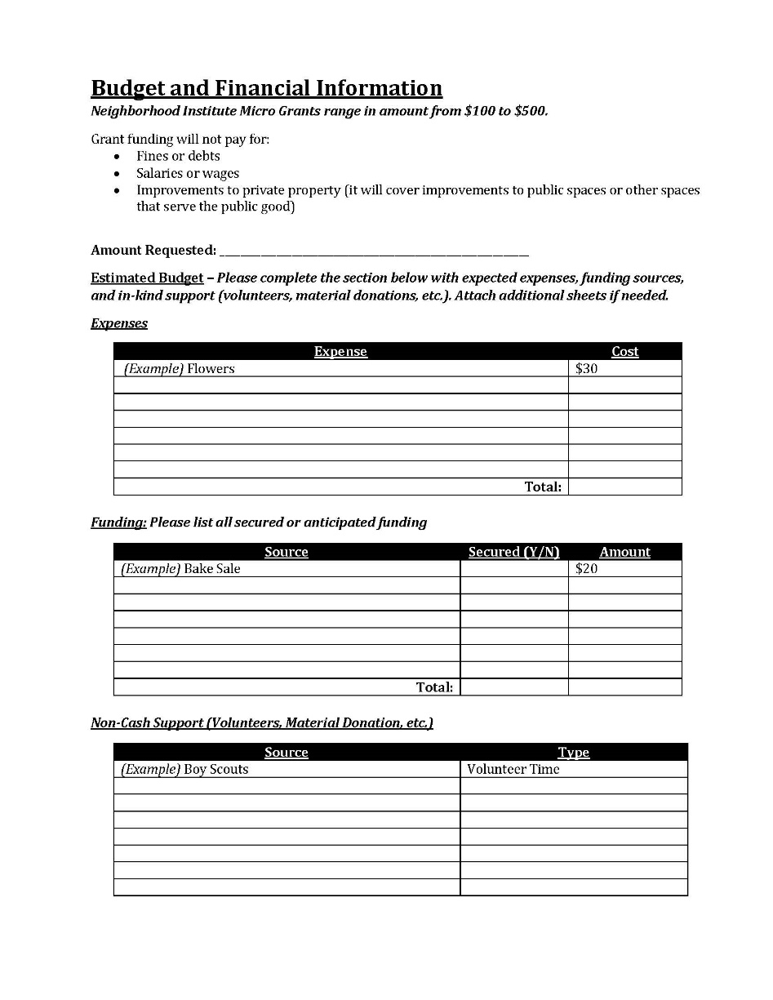 Budget and Financial Information
Neighborhood Institute Micro Grants range in amount from $100 to $500.
Grant funding will not pay for:
• Fines or debts
• Salaries or wages
• Improvements to private property (it will cover improvements to public spaces or other spaces
that serve the public good)
Amount Requested: ____________________________________________________
Estimated Budget – Please complete the section below with expected expenses, funding sources,
and in-kind support (volunteers, material donations, etc.). Attach additional sheets if needed.
Expenses
Expense Cost
(Example) Flowers $30
Total:
Funding: Please list all secured or anticipated funding
Source Secured (Y/N) Amount
(Example) Bake Sale $20
Total:
Non-Cash Support (Volunteers, Material Donation, etc.)
Source Type
(Example) Boy Scouts Volunteer Time